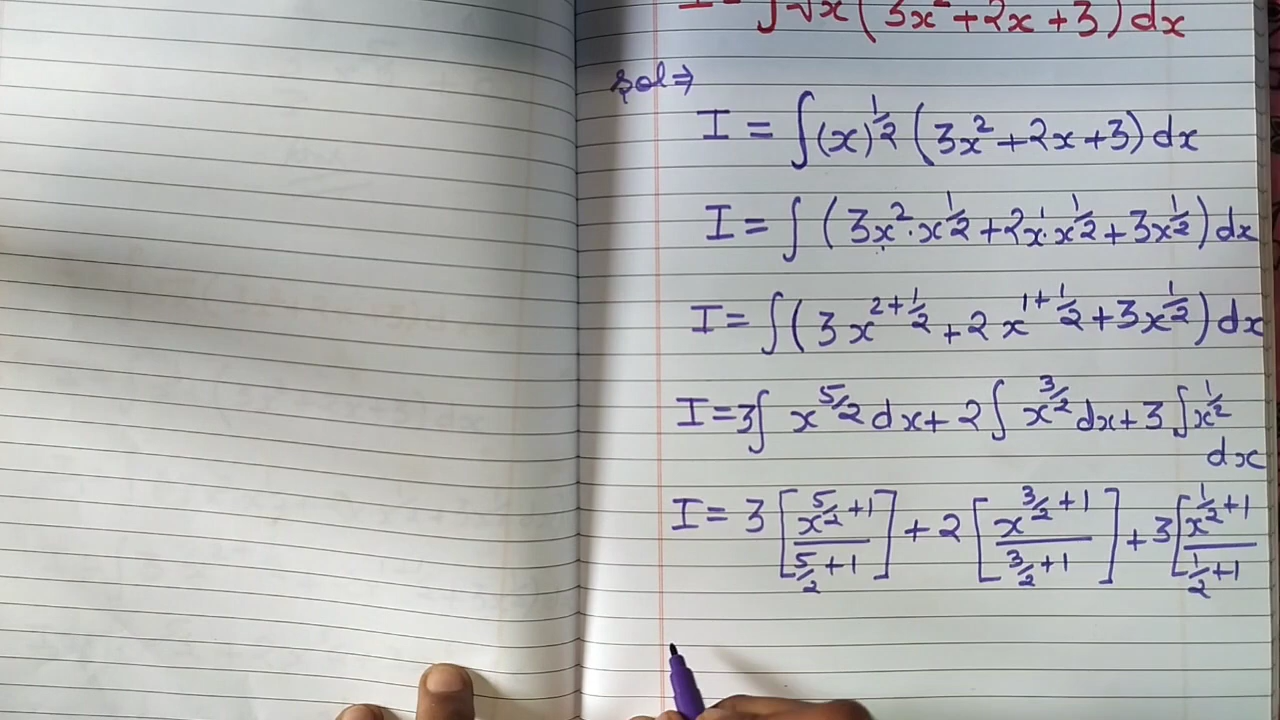 I = ∫√x (3x² + 2x + 3) dx
Sol ⇒
I = ∫(x)^1/2 (3x² + 2x + 3) dx
I = ∫ (3x²·x^1/2 + 2x¹·x^1/2 + 3x^1/2) dx
I = ∫(3x^2+1/2 + 2x^1+1/2 + 3x^1/2) dx
I = 3∫ x^5/2 dx + 2∫ x^3/2 dx + 3∫x^1/2
dx
I = 3[x^5/2+1 / 5/2+1] + 2[x^3/2+1 / 3/2+1] + 3[x^1/2+1 / 1/2+1